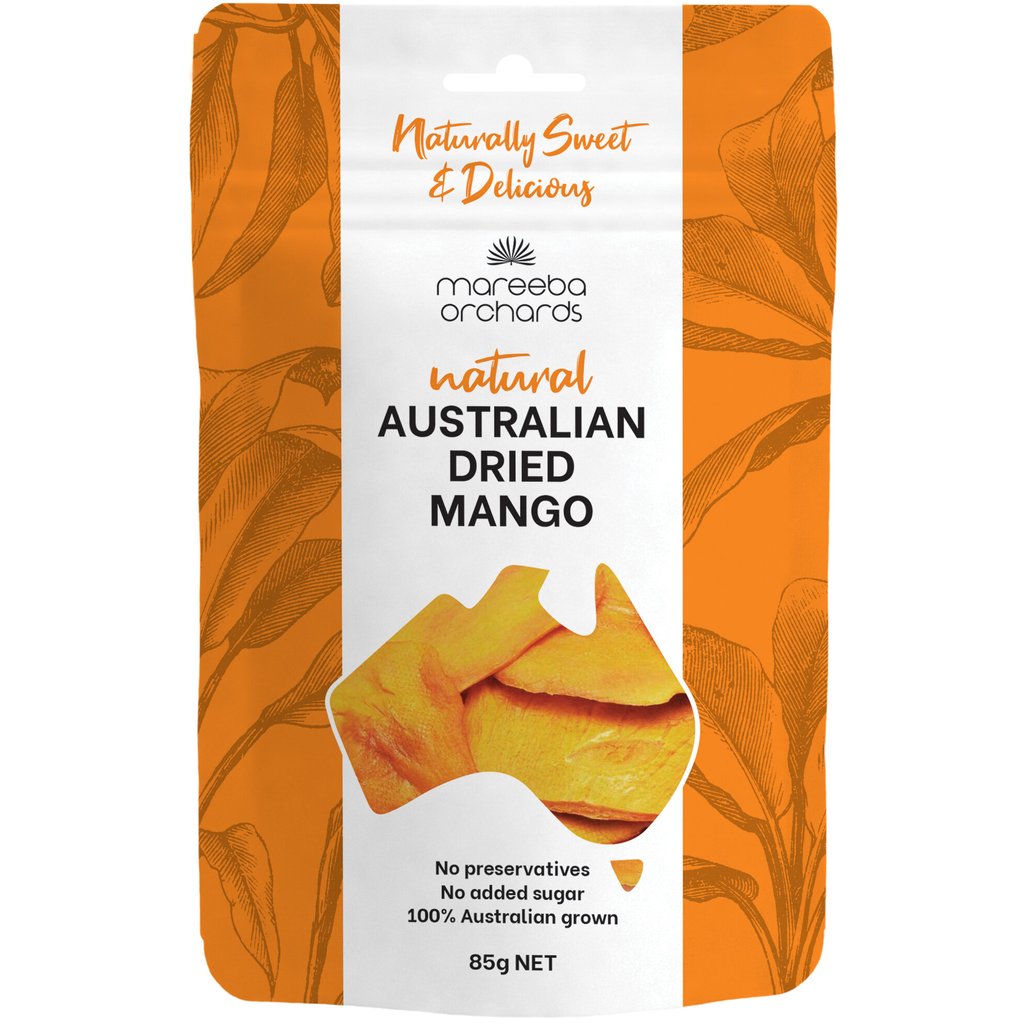 Naturally Sweet
& Delicious
mareeba
orchards
natural
AUSTRALIAN
DRIED
MANGO
No preservatives
No added sugar
100% Australian grown
85g NET